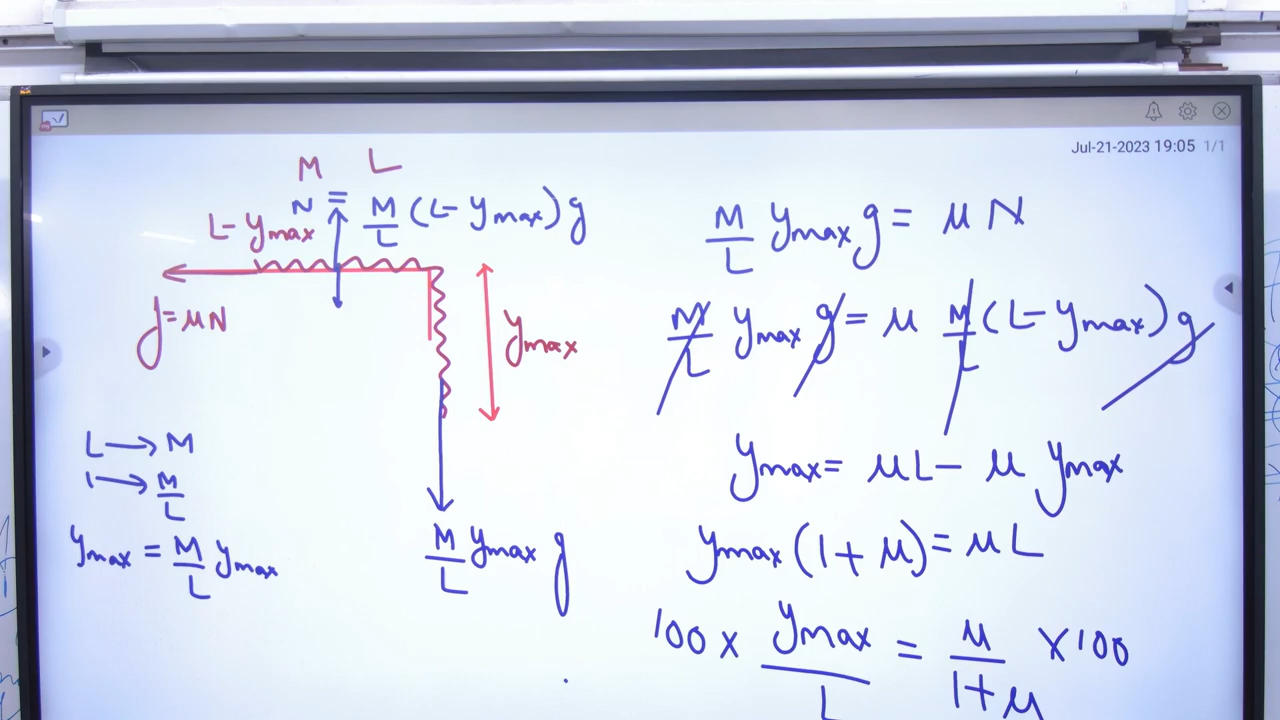 Jul-21-2023 19:05 1/1
M L
N = M/L (L- ymax) g
L- ymax
f=μN
ymax
L → M
1 → M/L
ymax = M/L ymax
M/L ymax g
M/L ymax g = μ N
M/L ymax g = μ M/L (L- ymax) g
ymax = μL - μ ymax
ymax (1 + μ) = μ L
100 x ymax/L = μ/1+μ x 100